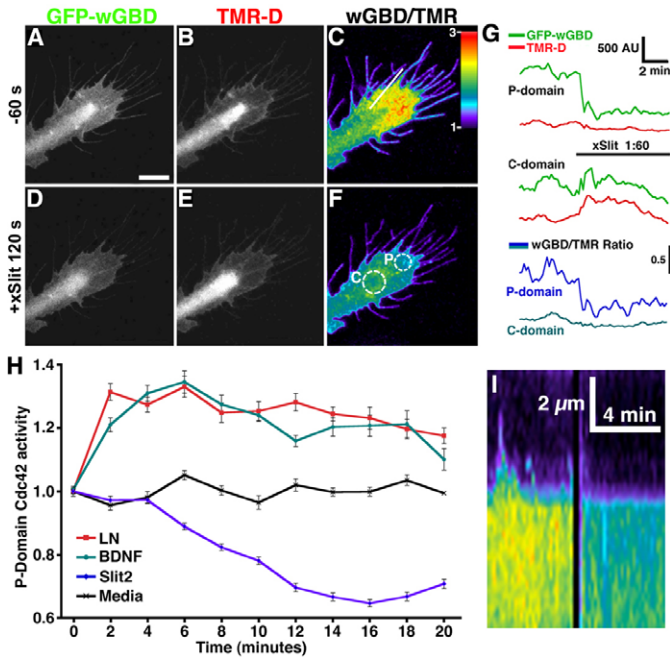 GFP-wGBD TMR-D wGBD/TMR
A B C 3
-60 s
1
D E F
+xSlit 120 s
P
C
G
GFP-wGBD
TMR-D
500 AU
2 min
P-domain
xSlit 1:60
C-domain
wGBD/TMR Ratio
0.5
P-domain
C-domain
H
P-Domain Cdc42 activity
1.4
1.2
1.0
0.8
0.6
LN
BDNF
Slit2
Media
0 2 4 6 8 10 12 14 16 18 20
Time (minutes)
I
2 µm
4 min